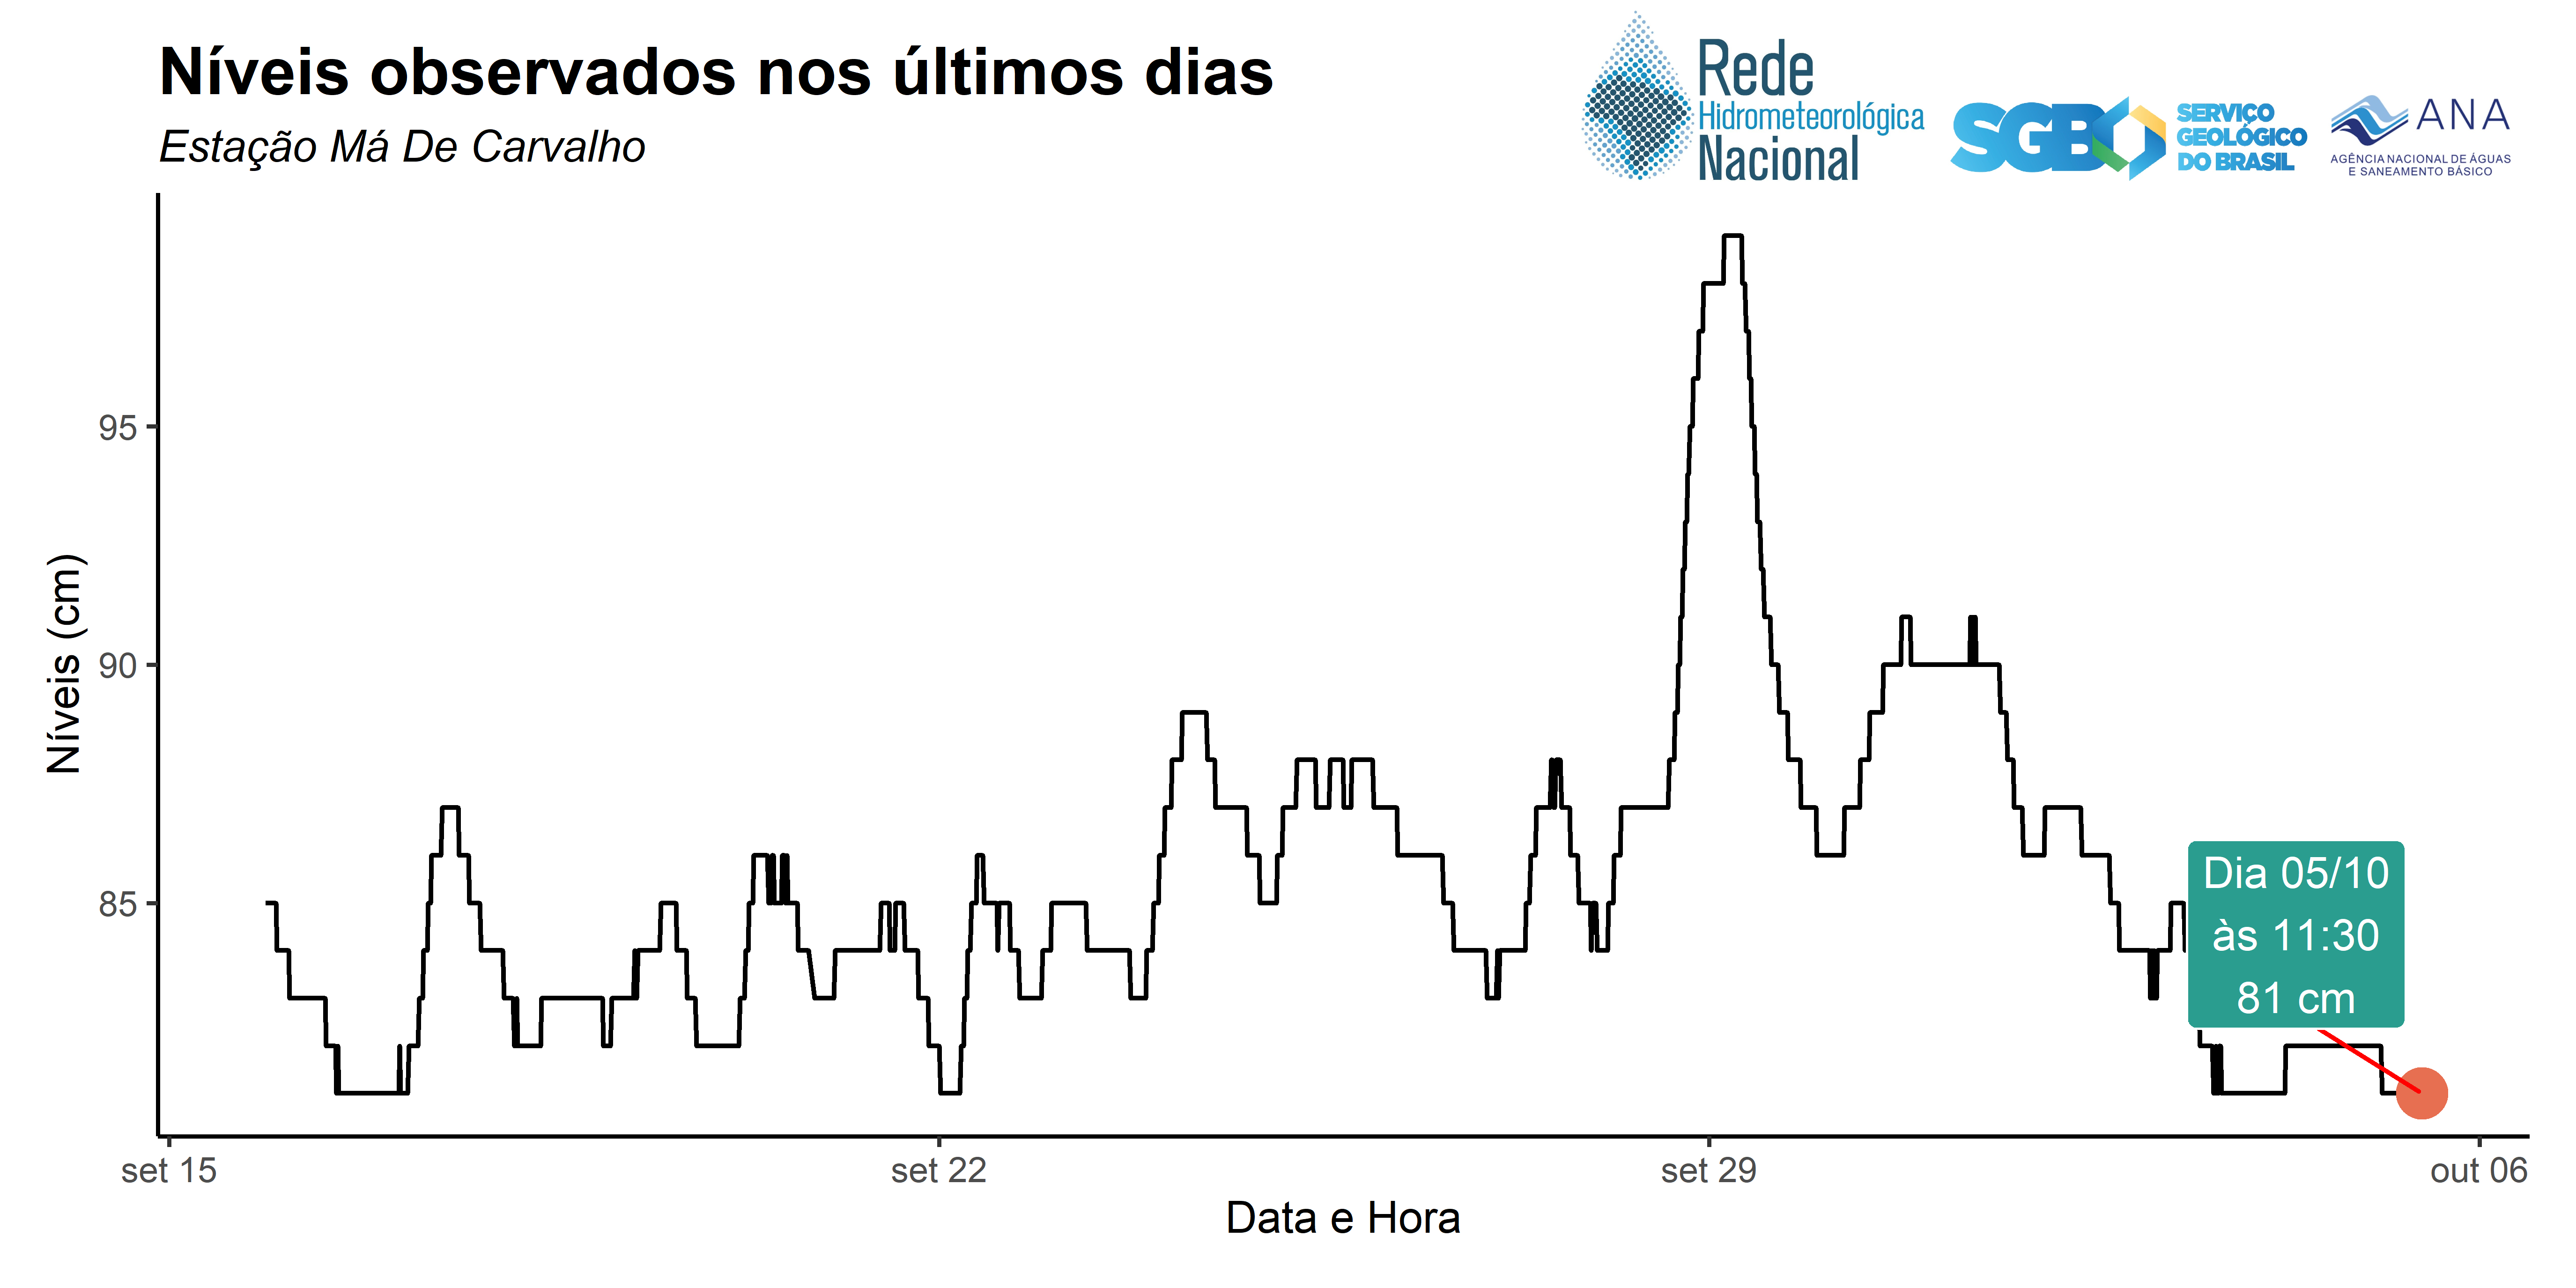 Níveis observados nos últimos dias
Estação Má De Carvalho
Rede
Hidrometeorológica
Nacional
SGB
SERVIÇO
GEOLÓGICO
DO BRASIL
ANA
AGÊNCIA NACIONAL DE ÁGUAS
E SANEAMENTO BÁSICO
Níveis (cm)
95
90
85
Dia 05/10
às 11:30
81 cm
set 15
set 22
set 29
out 06
Data e Hora